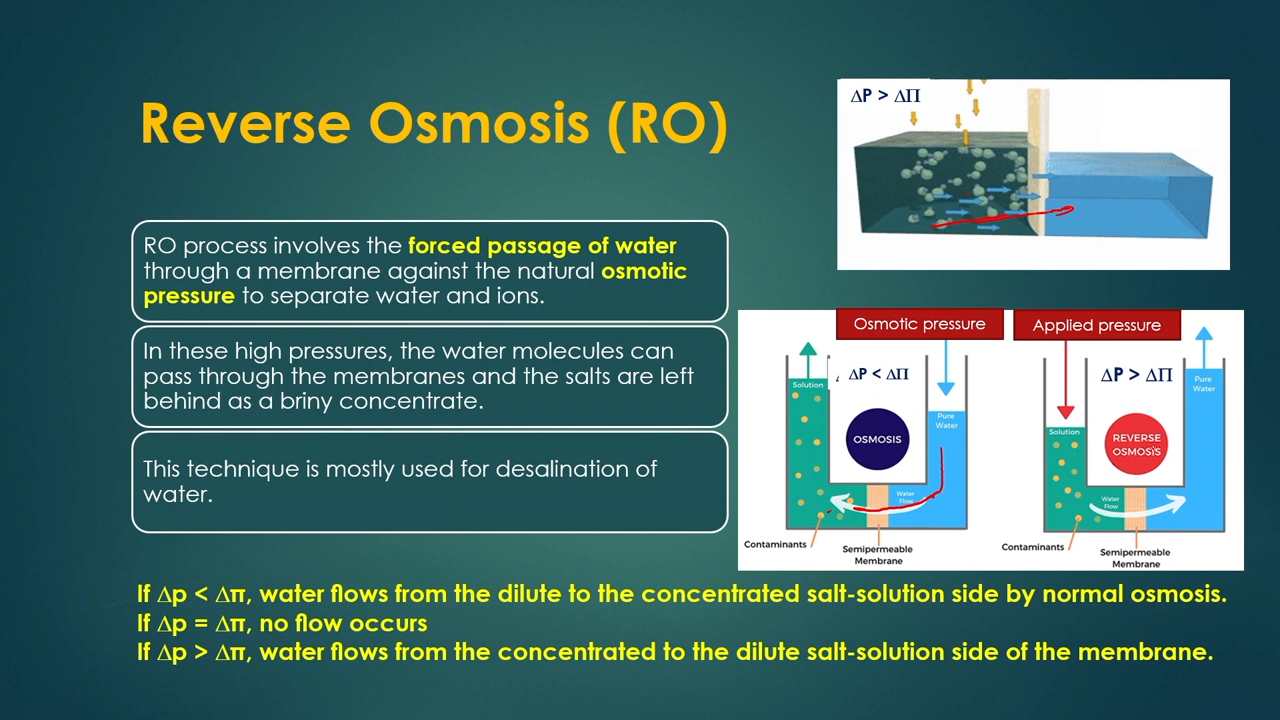 Reverse Osmosis (RO)
RO process involves the forced passage of water
through a membrane against the natural osmotic
pressure to separate water and ions.
In these high pressures, the water molecules can
pass through the membranes and the salts are left
behind as a briny concentrate.
This technique is mostly used for desalination of
water.
ΔP > ΔΠ
Osmotic pressure
Applied pressure
Solution
ΔP < ΔΠ
Pure
Water
OSMOSIS
Water
Flow
Contaminants
Semipermeable
Membrane
ΔP > ΔΠ
Pure
Water
Solution
REVERSE
OSMOSIS
Water
Flow
Contaminants
Semipermeable
Membrane
If Δp < Δπ, water flows from the dilute to the concentrated salt-solution side by normal osmosis.
If Δp = Δπ, no flow occurs
If Δp > Δπ, water flows from the concentrated to the dilute salt-solution side of the membrane.